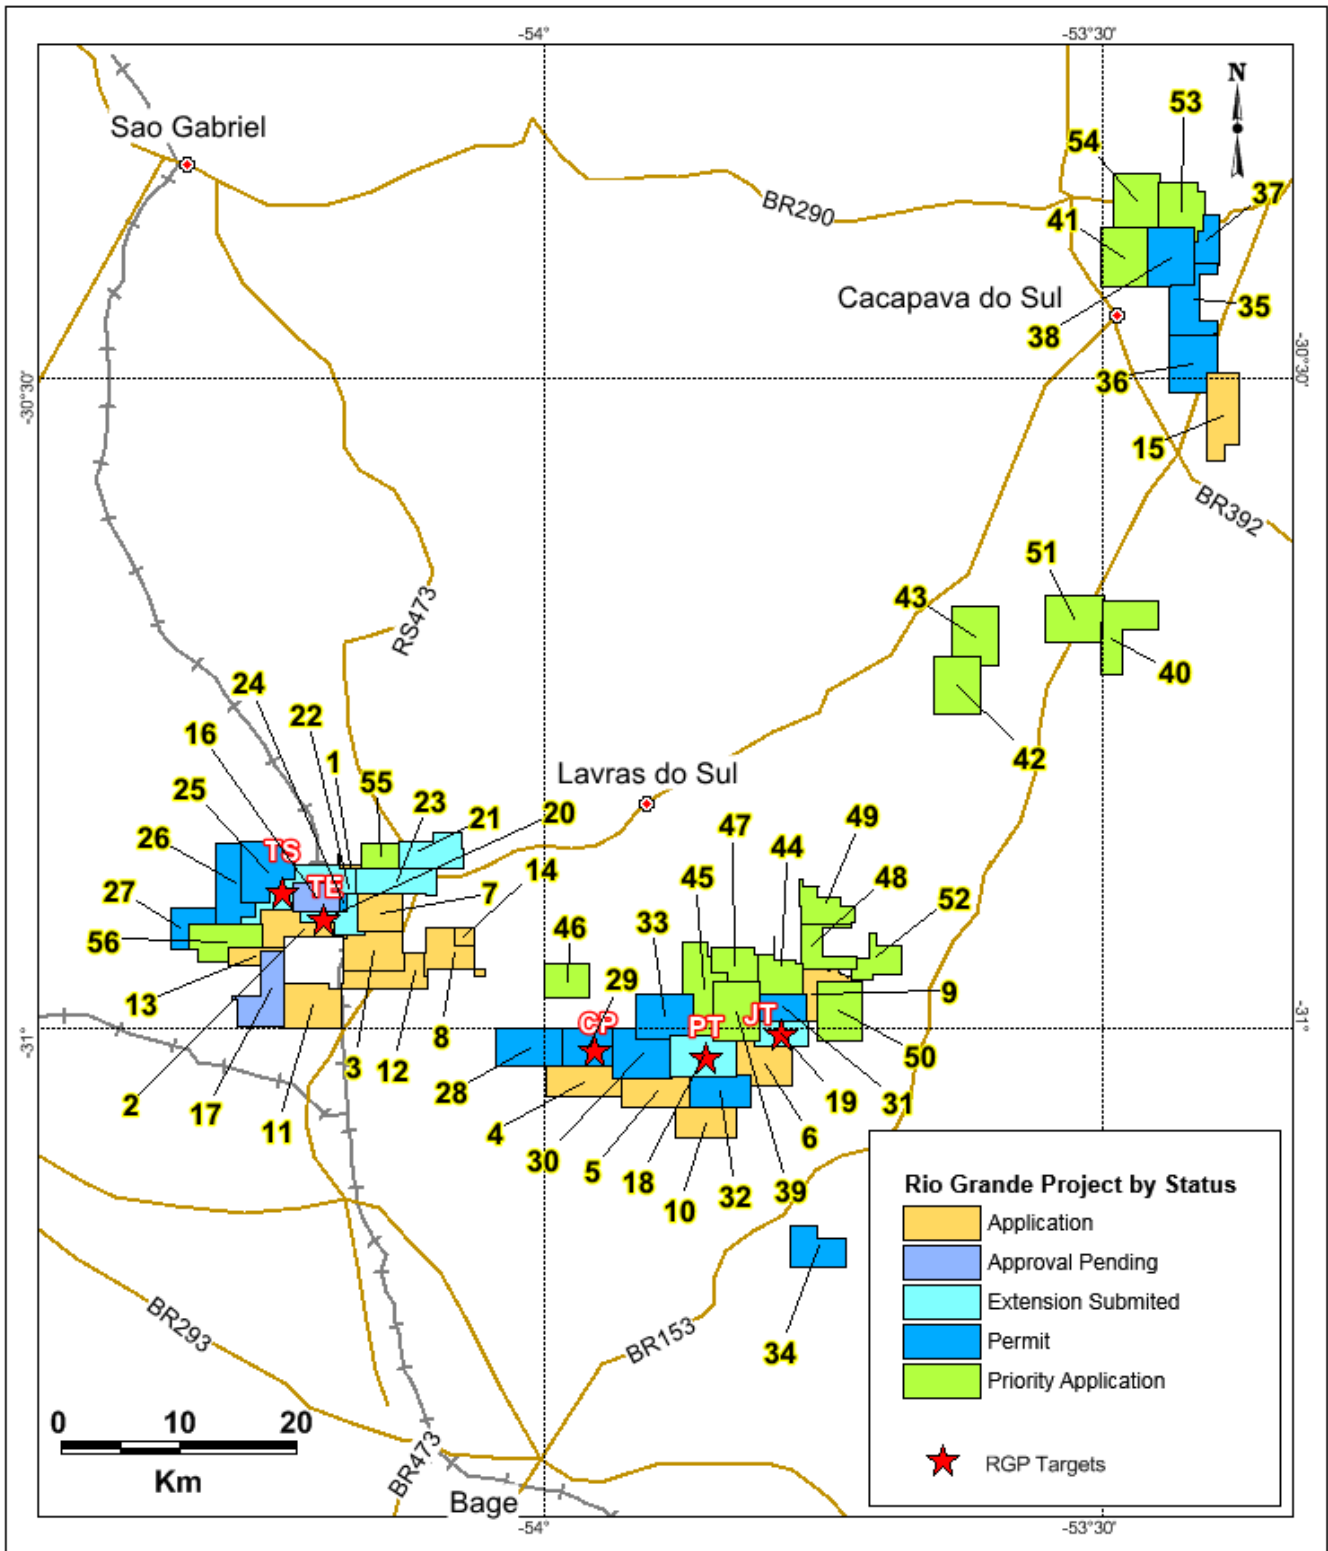 -54°
-53°30'
N
53
54
Sao Gabriel
37
BR290
41
Cacapava do Sul
35
38
-30°30'
-30°30'
36
15
BR392
51
43
RS473
40
24
22
42
16
1
Lavras do Sul
55
25
23
21
20
47
49
26
TS
44
TE
14
45
48
7
52
27
33
56
46
29
13
9
CP
PT
JT
-31°
-31°
8
50
3
12
28
2
19
31
17
11
4
6
30
5
18
39
10
32
Rio Grande Project by Status
Application
Approval Pending
Extension Submited
Permit
Priority Application
RGP Targets
34
BR293
BR153
0 10 20
Km
BR473
Bage
-54°
-53°30'